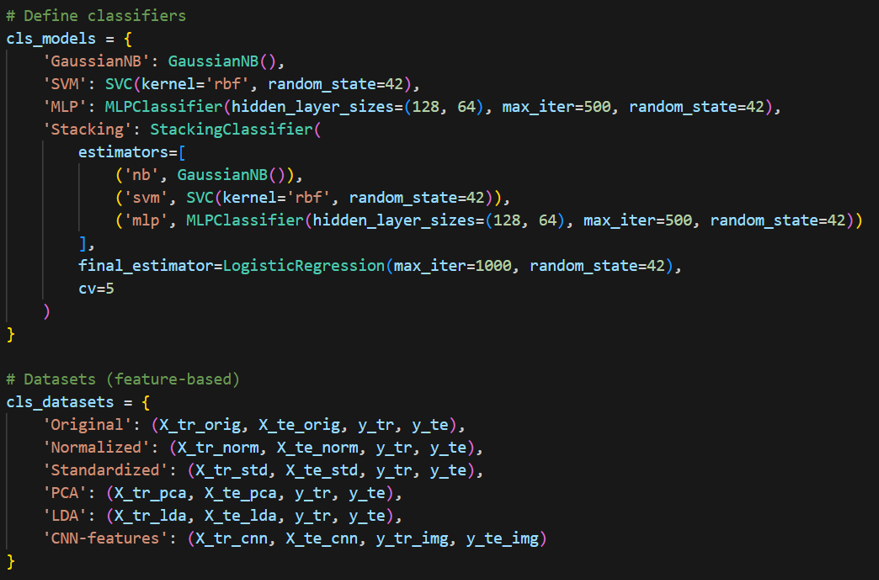 # Define classifiers
cls_models = {
    'GaussianNB': GaussianNB(),
    'SVM': SVC(kernel='rbf', random_state=42),
    'MLP': MLPClassifier(hidden_layer_sizes=(128, 64), max_iter=500, random_state=42),
    'Stacking': StackingClassifier(
        estimators=[
            ('nb', GaussianNB()),
            ('svm', SVC(kernel='rbf', random_state=42)),
            ('mlp', MLPClassifier(hidden_layer_sizes=(128, 64), max_iter=500, random_state=42))
        ],
        final_estimator=LogisticRegression(max_iter=1000, random_state=42),
        cv=5
    )
}

# Datasets (feature-based)
cls_datasets = {
    'Original': (X_tr_orig, X_te_orig, y_tr, y_te),
    'Normalized': (X_tr_norm, X_te_norm, y_tr, y_te),
    'Standardized': (X_tr_std, X_te_std, y_tr, y_te),
    'PCA': (X_tr_pca, X_te_pca, y_tr, y_te),
    'LDA': (X_tr_lda, X_te_lda, y_tr, y_te),
    'CNN-features': (X_tr_cnn, X_te_cnn, y_tr_img, y_te_img)
}